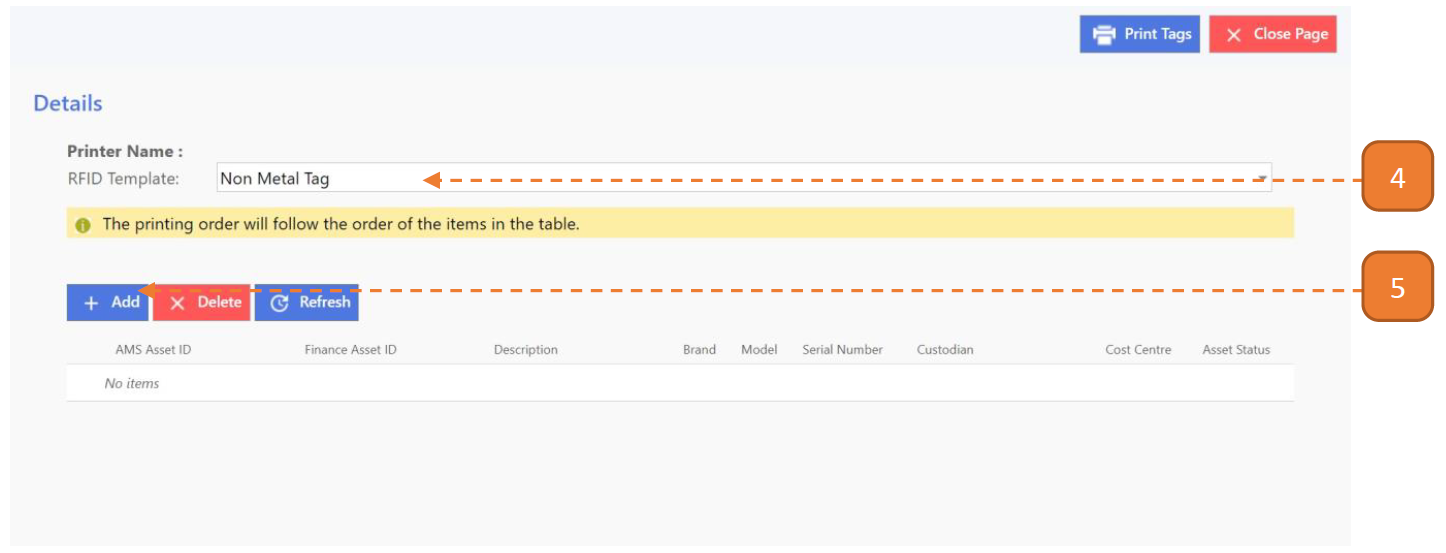 Print Tags
Close Page
Details
Printer Name :
RFID Template: Non Metal Tag
4
The printing order will follow the order of the items in the table.
5
Add Delete Refresh
AMS Asset ID Finance Asset ID Description Brand Model Serial Number Custodian Cost Centre Asset Status
No items